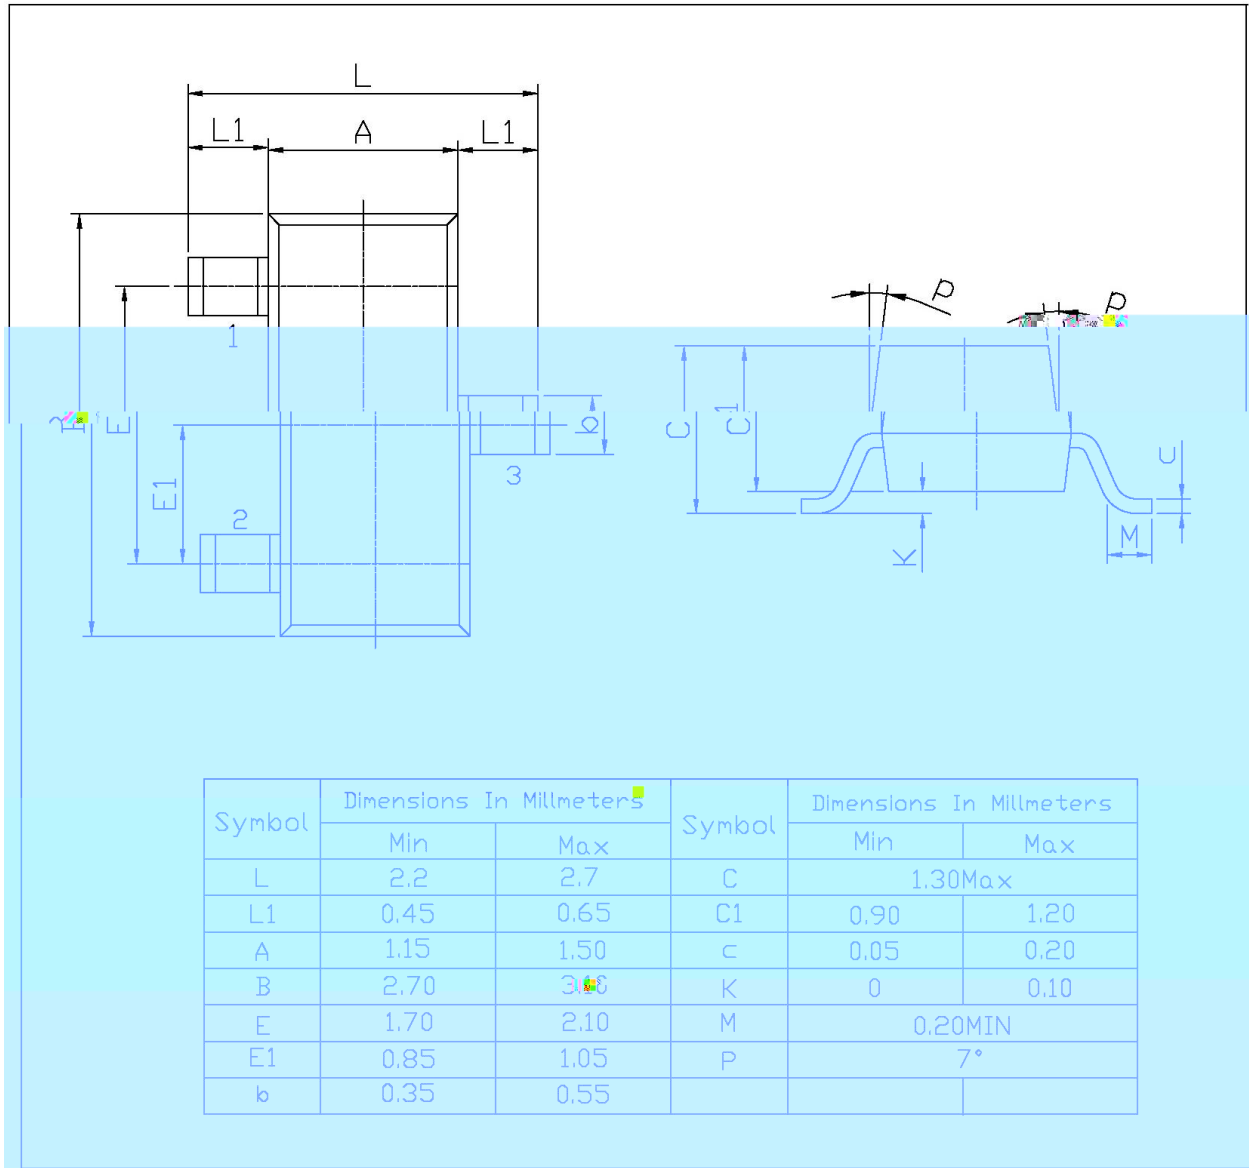 L
L1 A L1
P P
1
B E b C C1 c
3
E1
2
M
K
Symbol Dimensions In Millmeters Symbol Dimensions In Millmeters
Min Max Min Max
L 2.2 2.7 C 1.30Max
L1 0.45 0.65 C1 0.90 1.20
A 1.15 1.50 c 0.05 0.20
B 2.70 K 0 0.10
E 1.70 2.10 M 0.20MIN
E1 0.85 1.05 P 7°
b 0.35 0.55